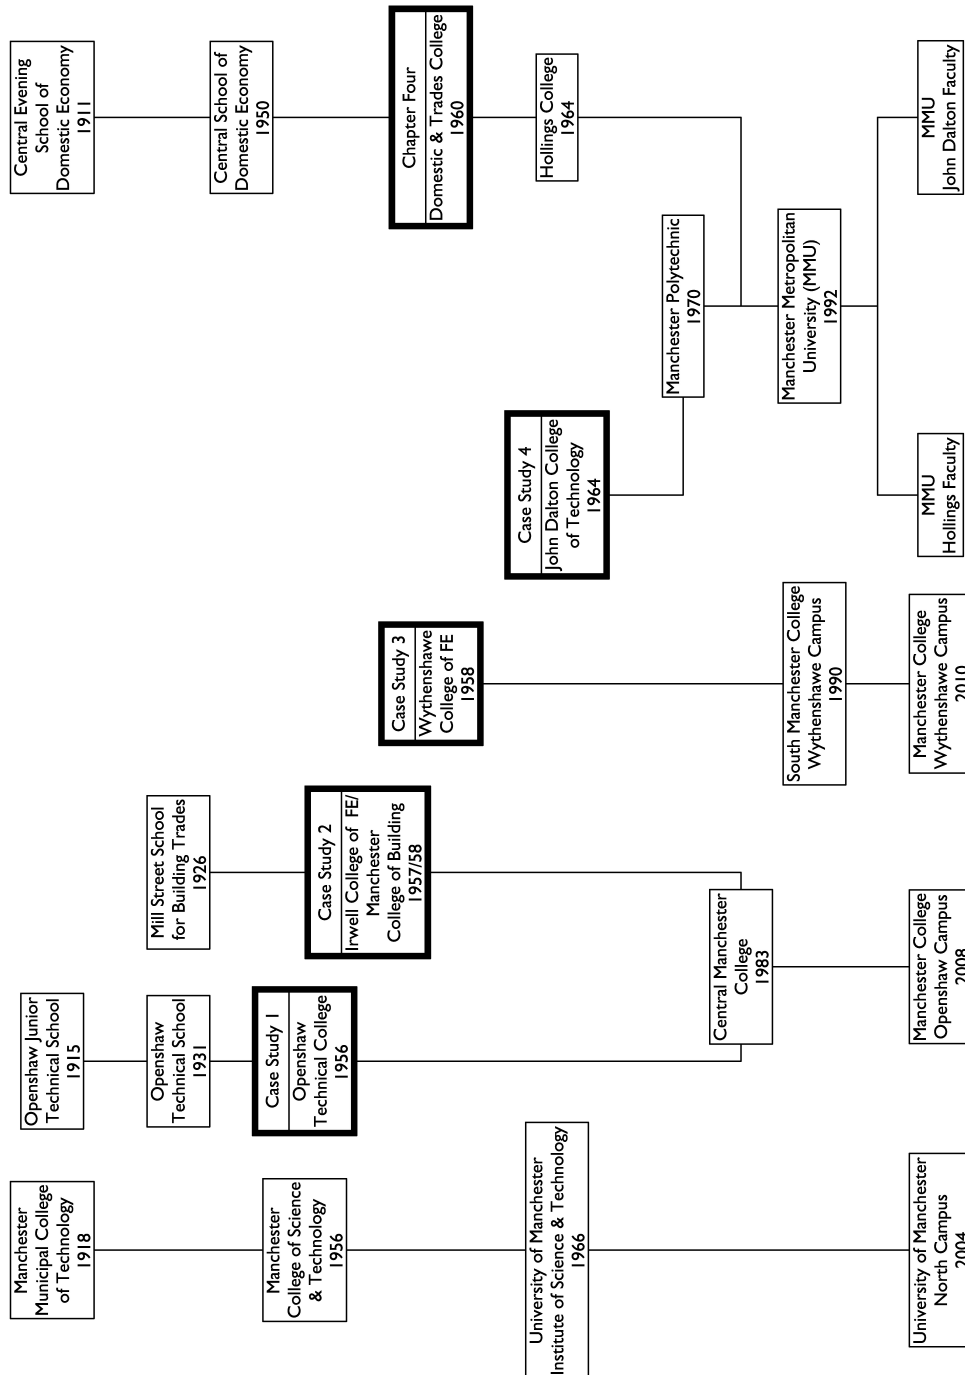 Manchester
Municipal College
of Technology
1918
Manchester
College of Science
& Technology
1956
University of Manchester
Institute of Science & Technology
1966
University of Manchester
North Campus
2004
Openshaw Junior
Technical School
1915
Openshaw
Technical School
1931
Case Study 1
Openshaw
Technical College
1956
Mill Street School
for Building Trades
1926
Case Study 2
Irwell College of FE/
Manchester
College of Building
1957/58
Central Manchester
College
1983
Manchester College
Openshaw Campus
2008
Case Study 3
Wythenshawe
College of FE
1958
South Manchester College
Wythenshawe Campus
1990
Manchester College
Wythenshawe Campus
2010
Case Study 4
John Dalton College
of Technology
1964
Manchester Polytechnic
1970
Manchester Metropolitan
University (MMU)
1992
MMU
Hollings Faculty
Central Evening
School of
Domestic Economy
1911
Central School of
Domestic Economy
1950
Chapter Four
Domestic & Trades College
1960
Hollings College
1964
MMU
John Dalton Faculty